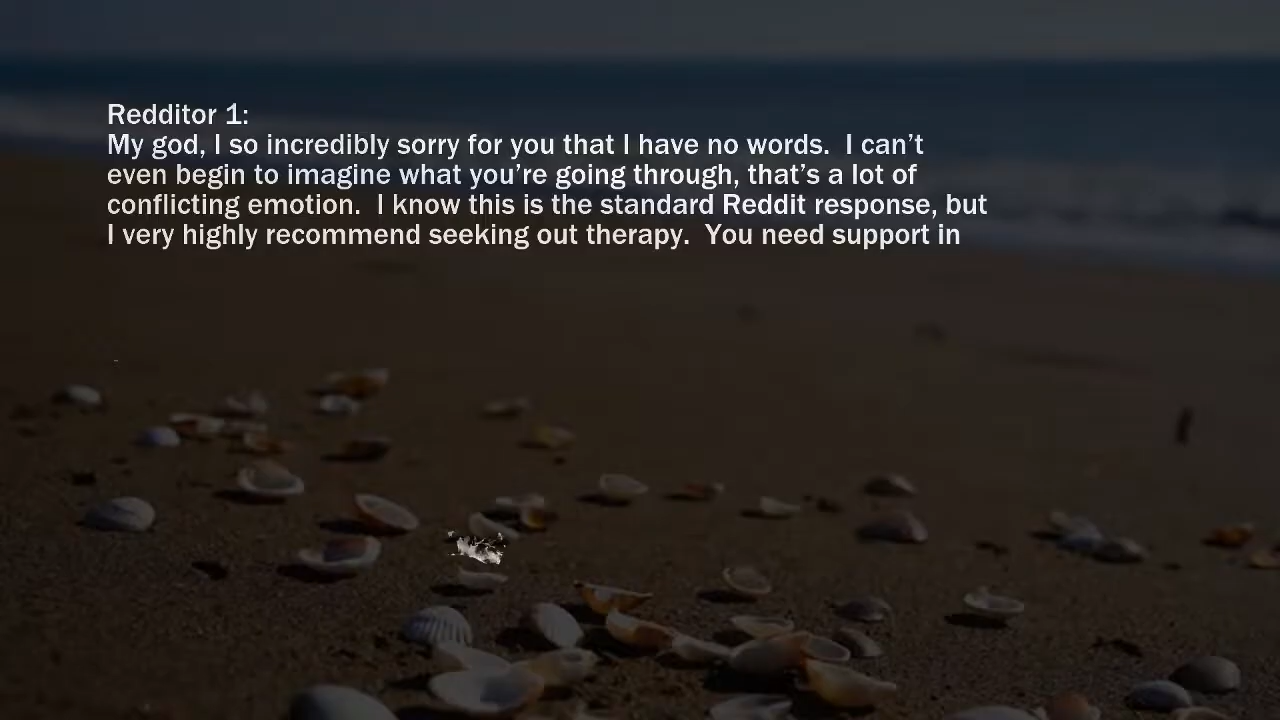 Redditor 1:
My god, I so incredibly sorry for you that I have no words.  I can’t
even begin to imagine what you’re going through, that’s a lot of
conflicting emotion.  I know this is the standard Reddit response, but
I very highly recommend seeking out therapy.  You need support in